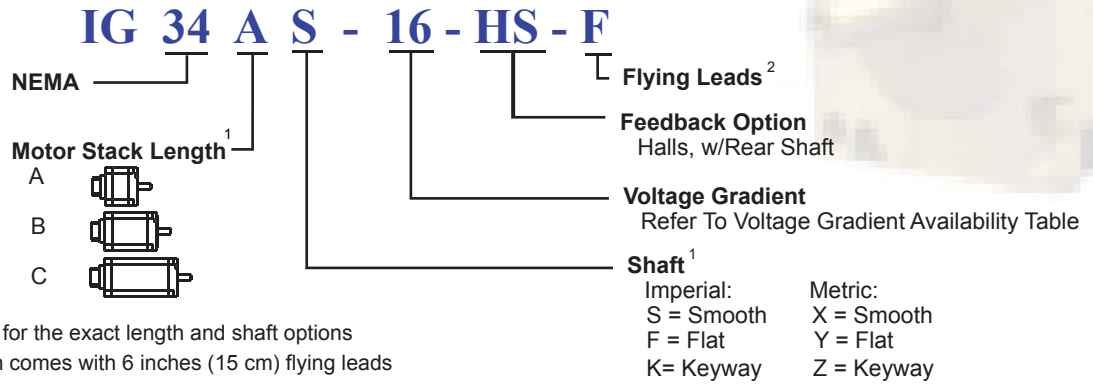 IG 34 A S - 16 - HS - F
NEMA
Flying Leads 2
Feedback Option
Halls, w/Rear Shaft
Motor Stack Length 1
A
B
C
Voltage Gradient
Refer To Voltage Gradient Availability Table
Shaft 1
Imperial: Metric:
S = Smooth X = Smooth
F = Flat Y = Flat
K= Keyway Z = Keyway
for the exact length and shaft options
comes with 6 inches (15 cm) flying leads